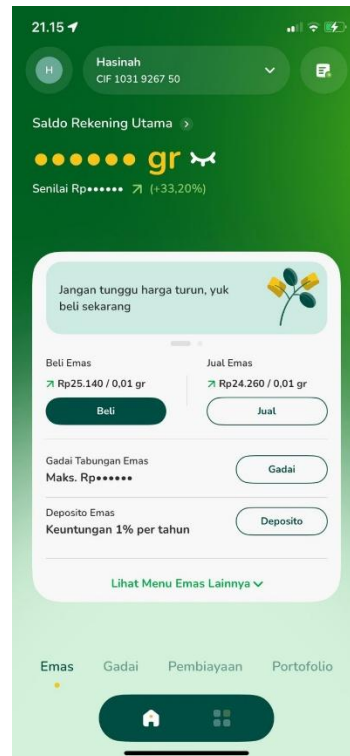 21.15
H
Hasinah
CIF 1031 9267 50
Saldo Rekening Utama
•••••• gr
Senilai Rp•••••• (+33,20%)
Jangan tunggu harga turun, yuk
beli sekarang
Beli Emas
Rp25.140 / 0,01 gr
Beli
Jual Emas
Rp24.260 / 0,01 gr
Jual
Gadai Tabungan Emas
Maks. Rp••••••
Gadai
Deposito Emas
Keuntungan 1% per tahun
Deposito
Lihat Menu Emas Lainnya
Emas Gadai Pembiayaan Portofolio